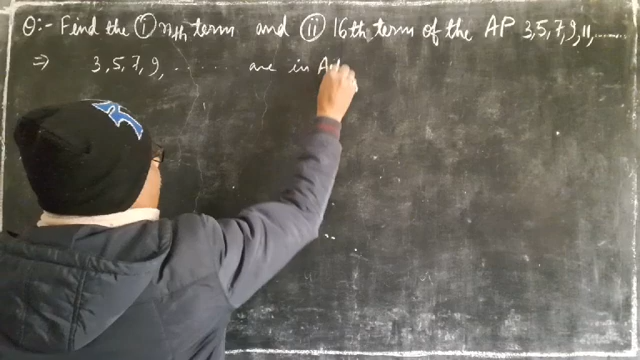 Q:- Find the (i) nth term and (ii) 16th term of the AP 3,5,7,9,11,......
⇒ 3,5,7,9,....... are in AP